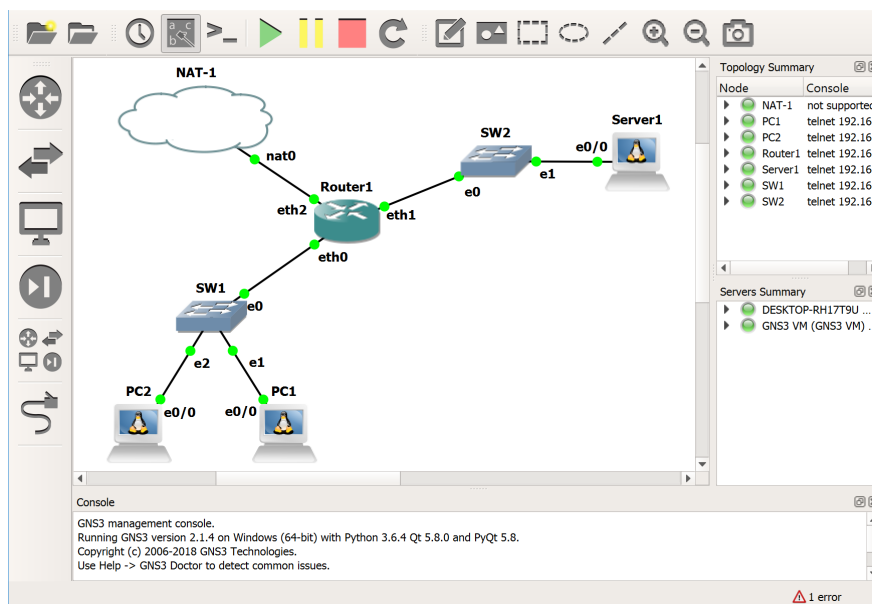 NAT-1
nat0
Router1
eth2
eth1
eth0
SW2
e0
e1
e0/0
Server1
SW1
e0
e2
e1
PC2
e0/0
PC1
e0/0
Topology Summary
Node Console
NAT-1 not supported
PC1 telnet 192.16
PC2 telnet 192.16
Router1 telnet 192.16
Server1 telnet 192.16
SW1 telnet 192.16
SW2 telnet 192.16
Servers Summary
DESKTOP-RH17T9U ...
GNS3 VM (GNS3 VM) .
Console
GNS3 management console.
Running GNS3 version 2.1.4 on Windows (64-bit) with Python 3.6.4 Qt 5.8.0 and PyQt 5.8.
Copyright (c) 2006-2018 GNS3 Technologies.
Use Help -> GNS3 Doctor to detect common issues.
1 error